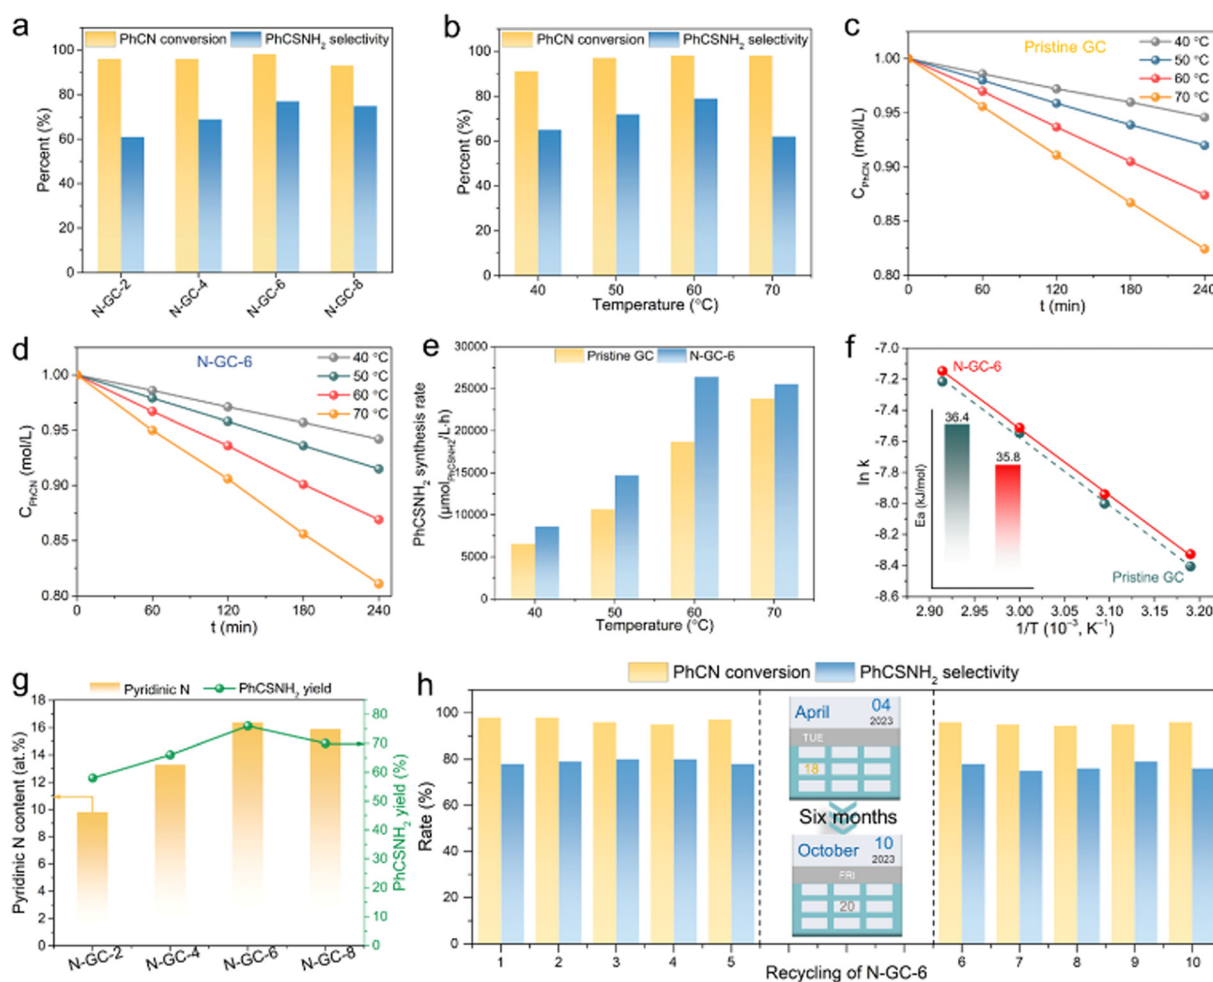 a
PhCN conversion
PhCSNH2 selectivity
100
80
60
40
20
0
Percent (%)
N-GC-2
N-GC-4
N-GC-6
N-GC-8
b
PhCN conversion
PhCSNH2 selectivity
100
80
60
40
20
0
Percent (%)
40
50
60
70
Temperature (°C)
c
Pristine GC
40 °C
50 °C
60 °C
70 °C
1.00
0.95
0.90
0.85
0.80
CPhCN (mol/L)
0
60
120
180
240
t (min)
d
N-GC-6
40 °C
50 °C
60 °C
70 °C
1.00
0.95
0.90
0.85
0.80
CPhCN (mol/L)
0
60
120
180
240
t (min)
e
Pristine GC
N-GC-6
30000
25000
20000
15000
10000
5000
0
PhCSNH2 synthesis rate
(μmolPhCSNH2/L·h)
40
50
60
70
Temperature (°C)
f
N-GC-6
-7.0
-7.2
-7.4
-7.6
-7.8
-8.0
-8.2
-8.4
-8.6
ln k
36.4
35.8
Ea (kJ/mol)
Pristine GC
2.90
2.95
3.00
3.05
3.10
3.15
3.20
1/T (10⁻³, K⁻¹)
g
Pyridinic N
PhCSNH2 yield
18
16
14
12
10
8
6
4
2
0
Pyridinic N content (at.%)
80
70
60
50
40
30
20
10
0
PhCSNH2 yield (%)
N-GC-2
N-GC-4
N-GC-6
N-GC-8
h
PhCN conversion
PhCSNH2 selectivity
100
80
60
40
20
0
Rate (%)
April
04
2023
TUE
18
Six months
October
10
2023
FRI
20
1
2
3
4
5
6
7
8
9
10
Recycling of N-GC-6